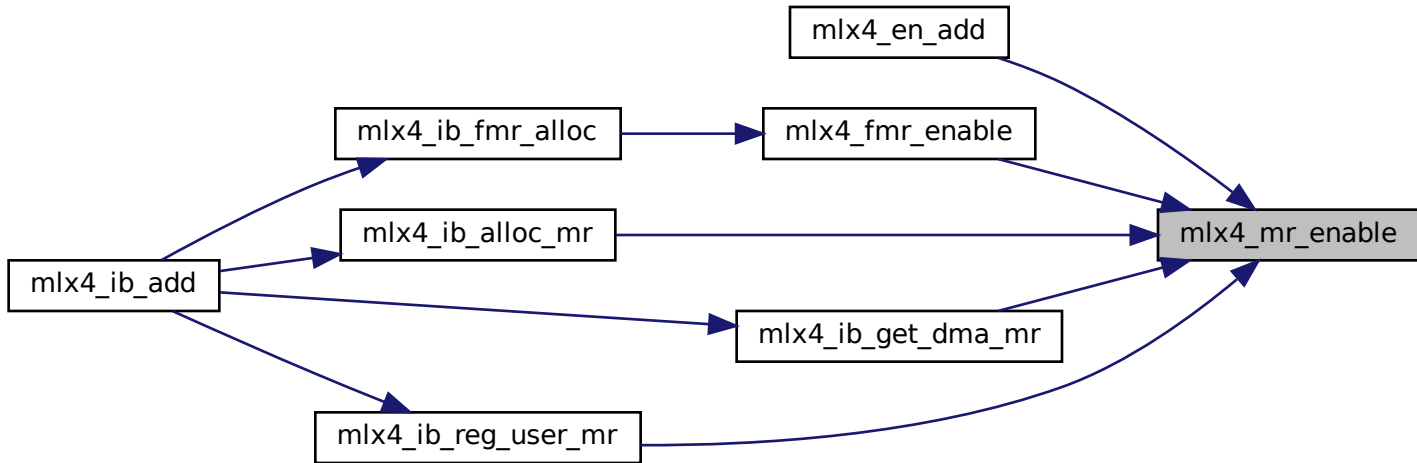 mlx4_en_add
mlx4_ib_fmr_alloc
mlx4_fmr_enable
mlx4_ib_alloc_mr
mlx4_mr_enable
mlx4_ib_add
mlx4_ib_get_dma_mr
mlx4_ib_reg_user_mr